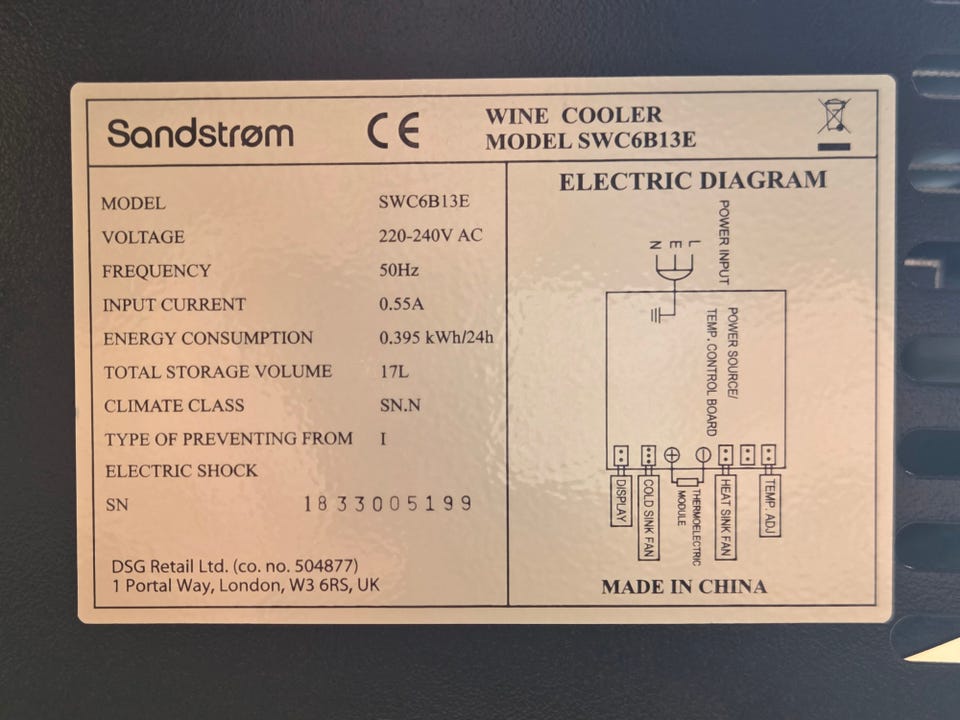 Sandstrøm CE
WINE COOLER
MODEL SWC6B13E
MODEL SWC6B13E
VOLTAGE 220-240V AC
FREQUENCY 50Hz
INPUT CURRENT 0.55A
ENERGY CONSUMPTION 0.395 kWh/24h
TOTAL STORAGE VOLUME 17L
CLIMATE CLASS SN.N
TYPE OF PREVENTING FROM I
ELECTRIC SHOCK
SN 1833005199
DSG Retail Ltd. (co. no. 504877)
1 Portal Way, London, W3 6RS, UK
ELECTRIC DIAGRAM
POWER INPUT
L
E
N
POWER SOURCE/
TEMP. CONTROL BOARD
TEMP. ADJ
HEAT SINK FAN
THERMOELECTRIC
MODULE
COLD SINK FAN
DISPLAY
MADE IN CHINA